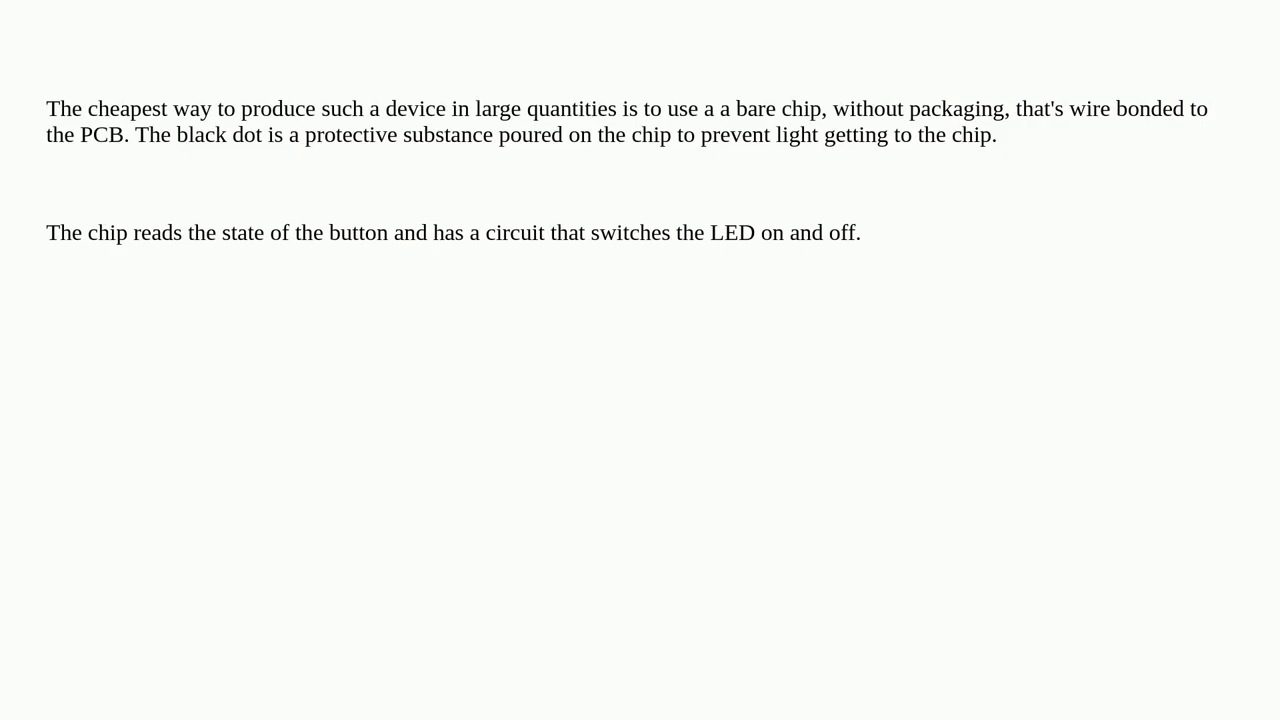 The cheapest way to produce such a device in large quantities is to use a a bare chip, without packaging, that's wire bonded to
the PCB. The black dot is a protective substance poured on the chip to prevent light getting to the chip.
The chip reads the state of the button and has a circuit that switches the LED on and off.